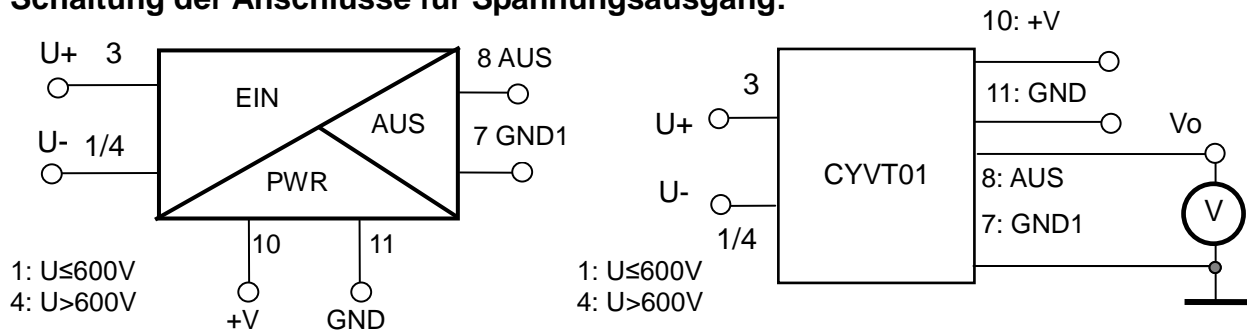 Schaltung der Anschlüsse für Spannungsausgang:
U+ 3
EIN
8 AUS
AUS
U- 1/4
7 GND1
PWR
10
11
1: U≤600V
4: U>600V
+V
GND
10: +V
3
11: GND
U+
Vo
CYVT01
U-
8: AUS
V
7: GND1
1/4
1: U≤600V
4: U>600V